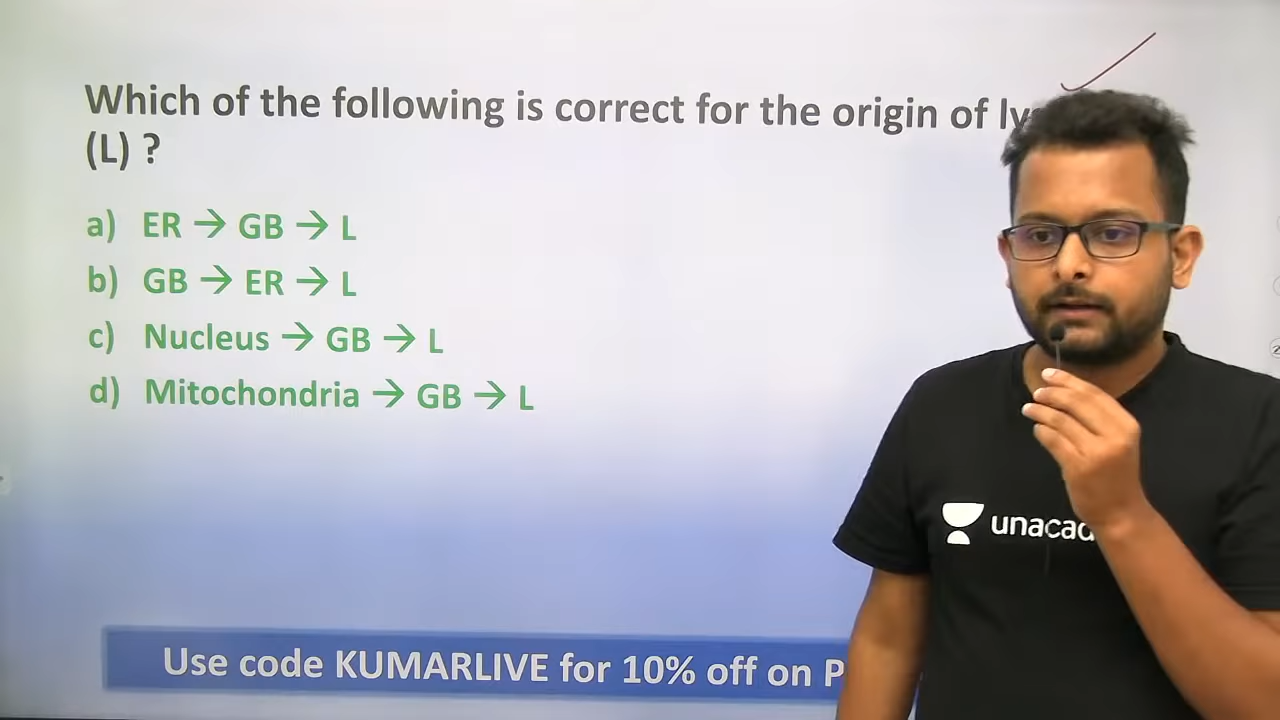 Which of the following is correct for the origin of
(L) ?
a) ER → GB → L
b) GB → ER → L
c) Nucleus → GB → L
d) Mitochondria → GB → L
unacad
Use code KUMARLIVE for 10% off on P